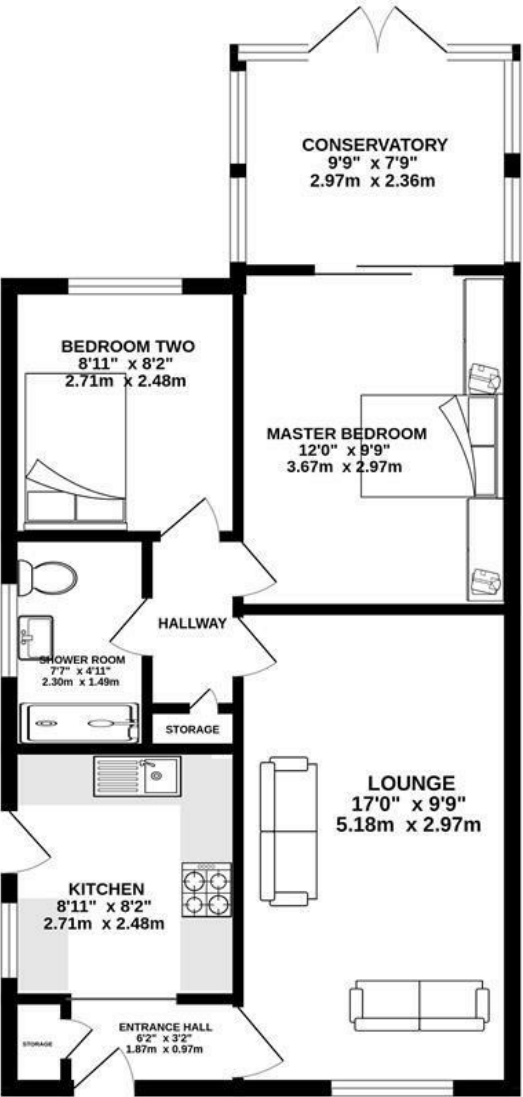 CONSERVATORY
9'9" x 7'9"
2.97m x 2.36m
BEDROOM TWO
8'11" x 8'2"
2.71m x 2.48m
MASTER BEDROOM
12'0" x 9'9"
3.67m x 2.97m
HALLWAY
SHOWER ROOM
7'7" x 4'11"
2.30m x 1.49m
STORAGE
LOUNGE
17'0" x 9'9"
5.18m x 2.97m
KITCHEN
8'11" x 8'2"
2.71m x 2.48m
ENTRANCE HALL
6'2" x 3'2"
1.87m x 0.97m
STORAGE